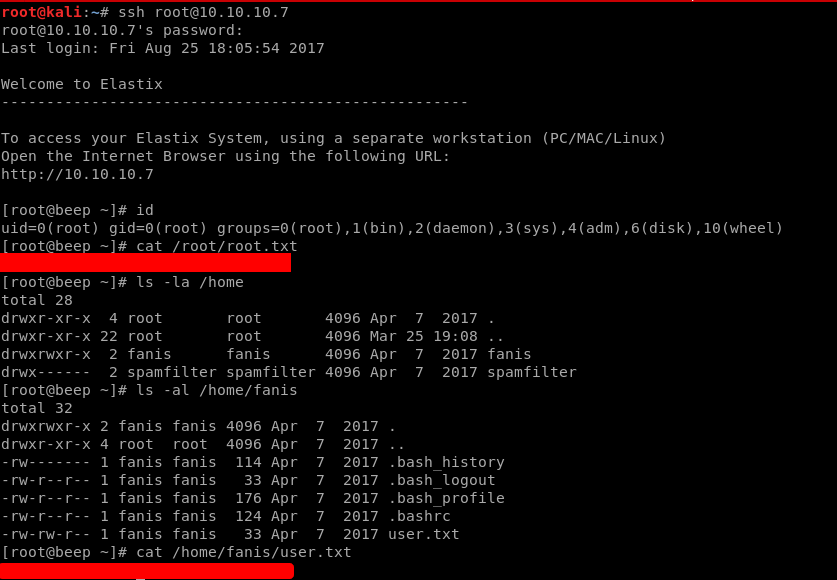 root@kali:~# ssh root@10.10.10.7
root@10.10.10.7's password:
Last login: Fri Aug 25 18:05:54 2017
Welcome to Elastix
----------------------------------------------------
To access your Elastix System, using a separate workstation (PC/MAC/Linux)
Open the Internet Browser using the following URL:
http://10.10.10.7
[root@beep ~]# id
uid=0(root) gid=0(root) groups=0(root),1(bin),2(daemon),3(sys),4(adm),6(disk),10(wheel)
[root@beep ~]# cat /root/root.txt
[root@beep ~]# ls -la /home
total 28
drwxr-xr-x  4 root       root       4096 Apr  7  2017 .
drwxr-xr-x 22 root       root       4096 Mar 25 19:08 ..
drwxrwxr-x  2 fanis      fanis      4096 Apr  7  2017 fanis
drwx------  2 spamfilter spamfilter 4096 Apr  7  2017 spamfilter
[root@beep ~]# ls -al /home/fanis
total 32
drwxrwxr-x 2 fanis fanis 4096 Apr  7  2017 .
drwxr-xr-x 4 root  root  4096 Apr  7  2017 ..
-rw------- 1 fanis fanis  114 Apr  7  2017 .bash_history
-rw-r--r-- 1 fanis fanis   33 Apr  7  2017 .bash_logout
-rw-r--r-- 1 fanis fanis  176 Apr  7  2017 .bash_profile
-rw-r--r-- 1 fanis fanis  124 Apr  7  2017 .bashrc
-rw-rw-r-- 1 fanis fanis   33 Apr  7  2017 user.txt
[root@beep ~]# cat /home/fanis/user.txt